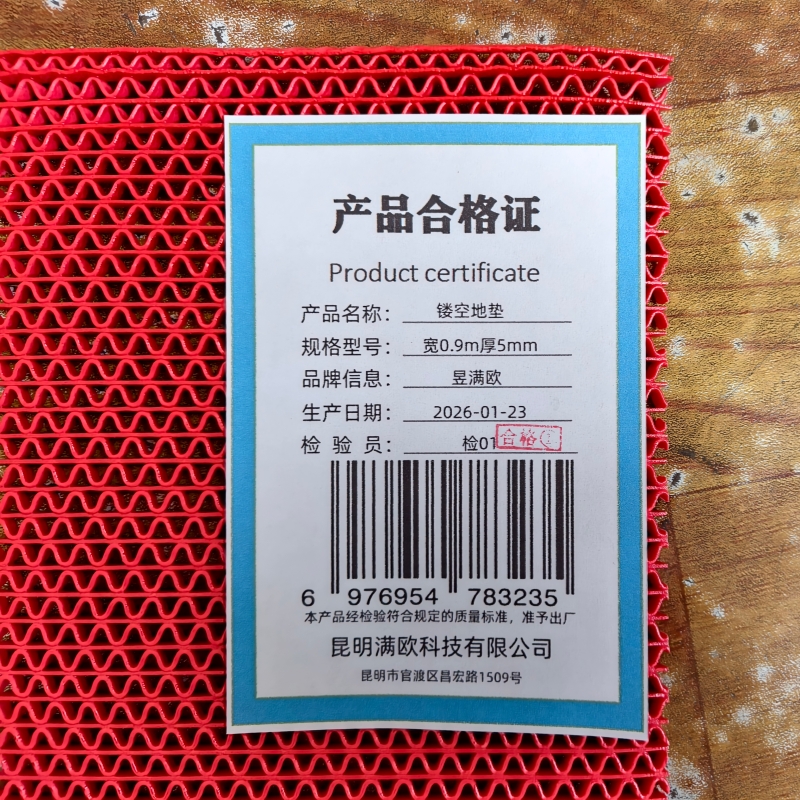 产品合格证
Product certificate
产品名称：镂空地垫
规格型号：宽0.9m厚5mm
品牌信息：昱满欧
生产日期：2026-01-23
检 验 员：检01
合格
6 976954 783235
本产品经检验符合规定的质量标准，准予出厂
昆明满欧科技有限公司
昆明市官渡区昌宏路1509号